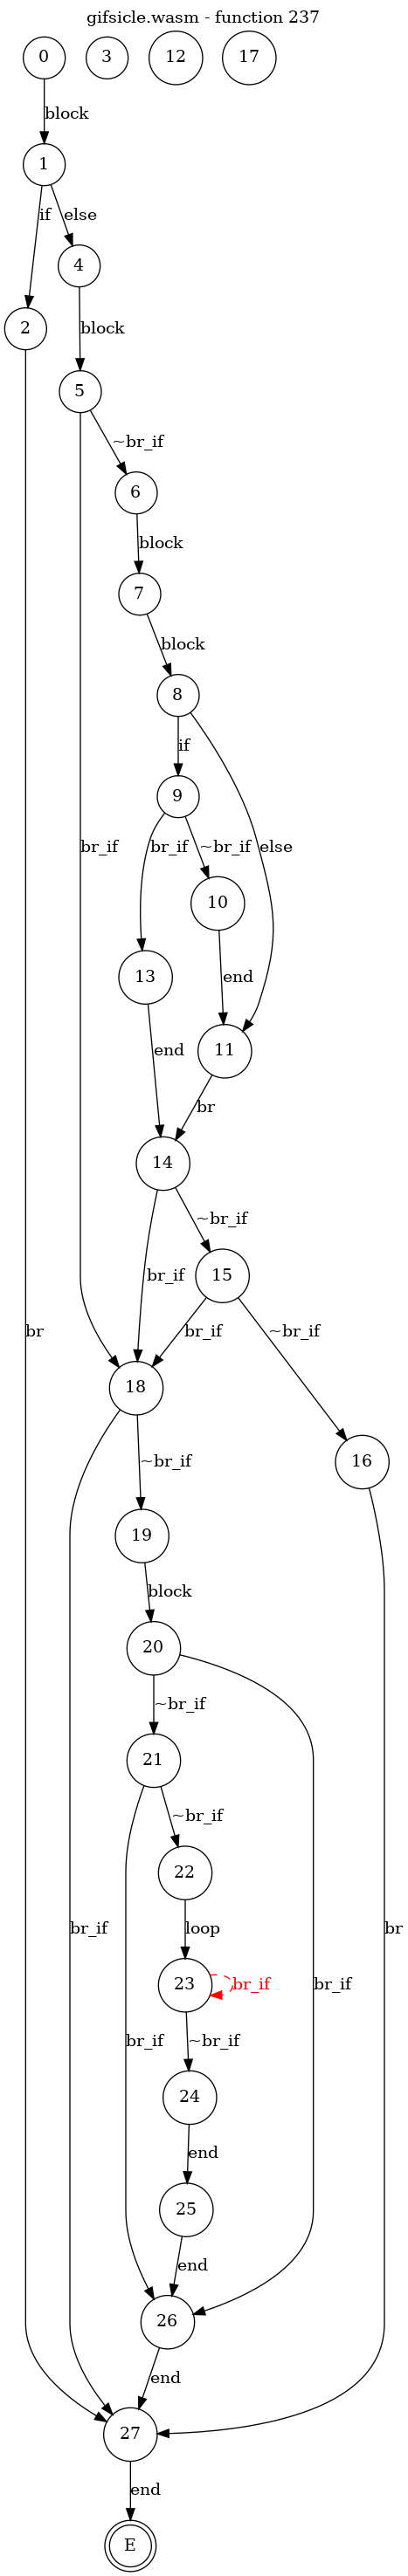 gifsicle.wasm - function 237
0 3 12 17
block
1
if else
4
2
block
5
~br_if
6
block
7
block
8
if
9
br_if br_if ~br_if else
10
13
end
end 11
br
14
~br_if
br br_if 15 br_if ~br_if
18
16
~br_if
19
block
20
~br_if
21
~br_if
22
br_if loop br_if br
23 br_if
br_if ~br_if
24
end
25
end
26
end
27
end
E